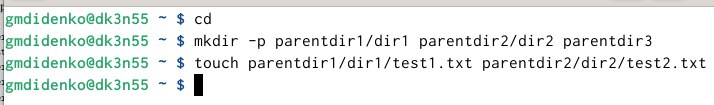 gmdidenko@dk3n55 ~ $ cd
gmdidenko@dk3n55 ~ $ mkdir -p parentdir1/dir1 parentdir2/dir2 parentdir3
gmdidenko@dk3n55 ~ $ touch parentdir1/dir1/test1.txt parentdir2/dir2/test2.txt
gmdidenko@dk3n55 ~ $